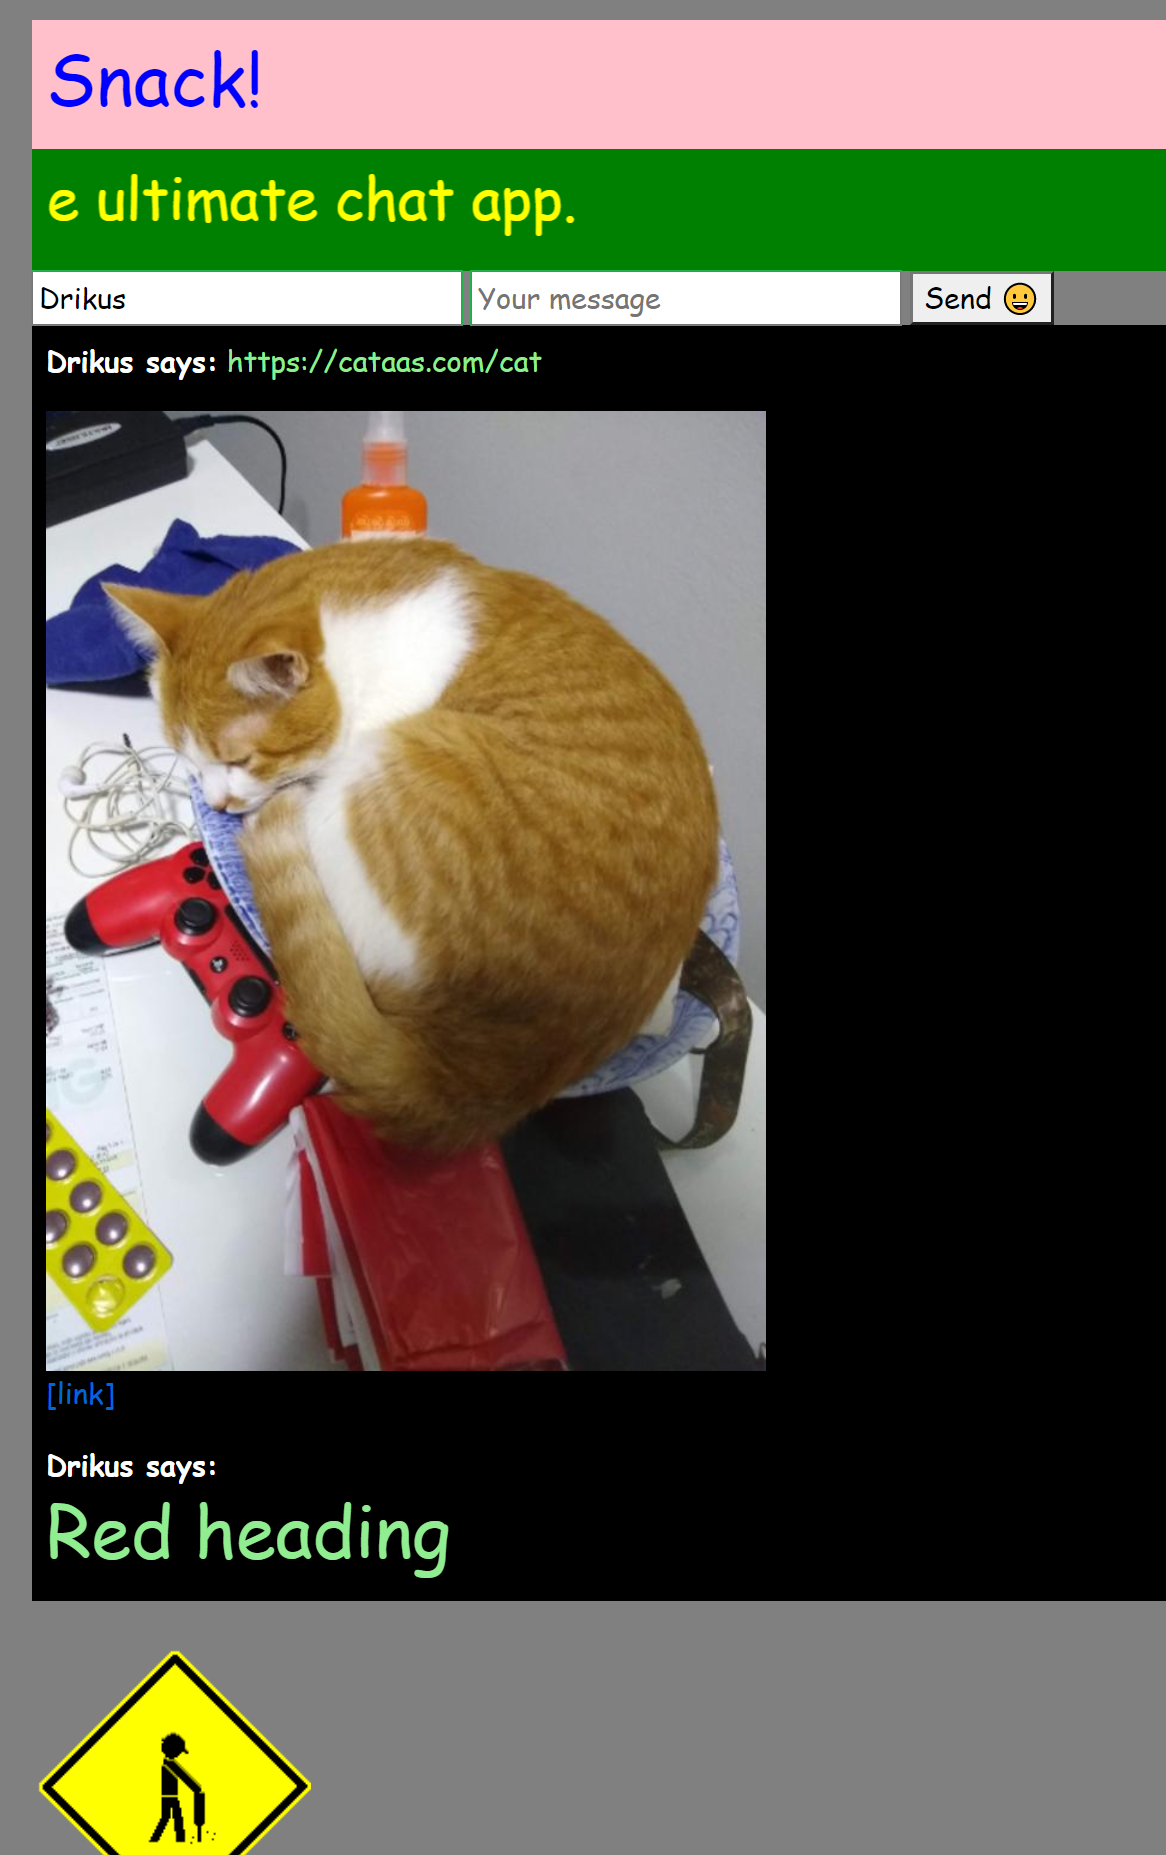 Snack!
e ultimate chat app.
Drikus
Your message
Send 😀
Drikus says: https://cataas.com/cat
[link]
Drikus says:
Red heading